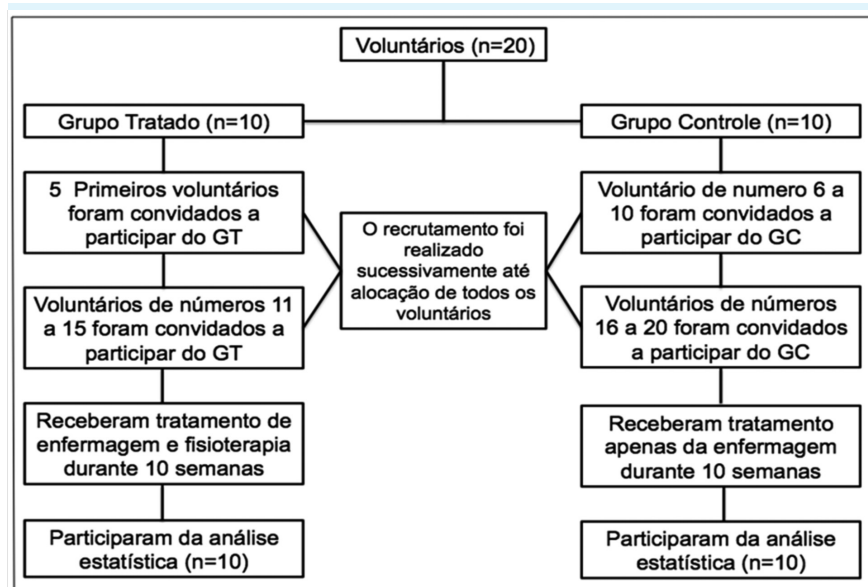 Voluntários (n=20)
Grupo Tratado (n=10)
Grupo Controle (n=10)
5 Primeiros voluntários
foram convidados a
participar do GT
Voluntário de numero 6 a
10 foram convidados a
participar do GC
O recrutamento foi
realizado
sucessivamente até
alocação de todos os
voluntários
Voluntários de números 11
a 15 foram convidados a
participar do GT
Voluntários de números
16 a 20 foram convidados
a participar do GC
Receberam tratamento de
enfermagem e fisioterapia
durante 10 semanas
Receberam tratamento
apenas da enfermagem
durante 10 semanas
Participaram da análise
estatística (n=10)
Participaram da análise
estatística (n=10)